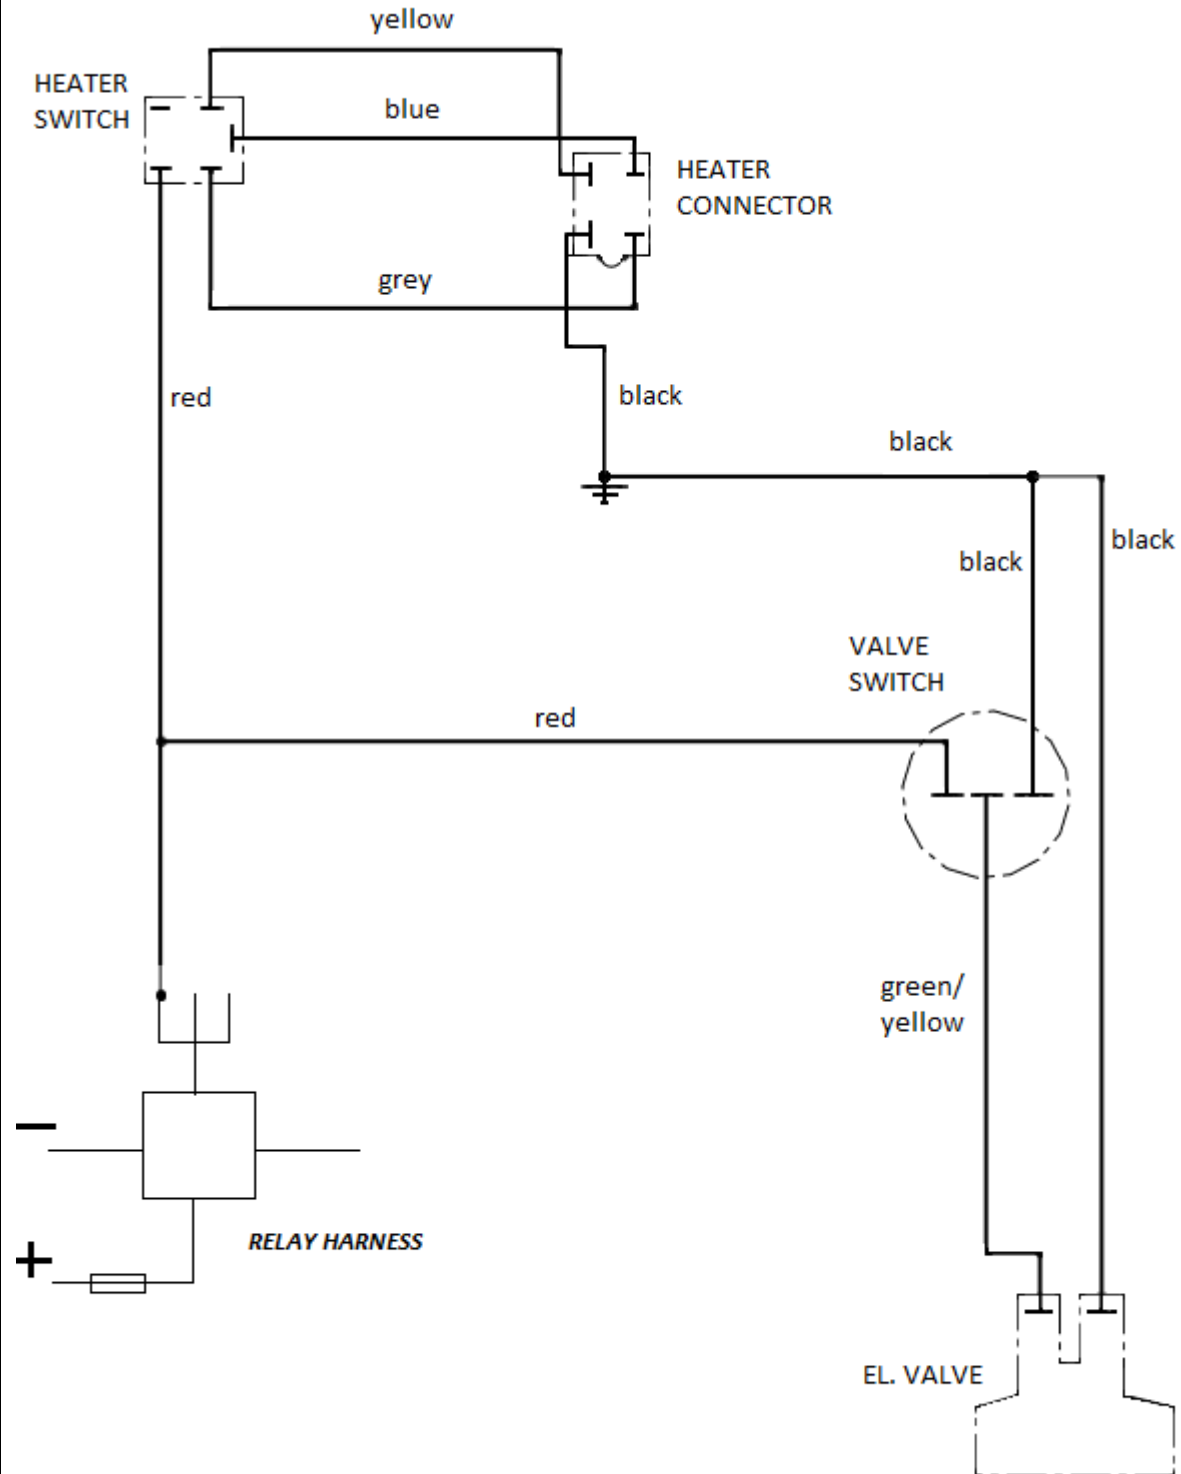 yellow
HEATER
SWITCH
blue
HEATER
CONNECTOR
grey
red
black
black
black
black
VALVE
SWITCH
red
green/
yellow
−
RELAY HARNESS
+
EL. VALVE